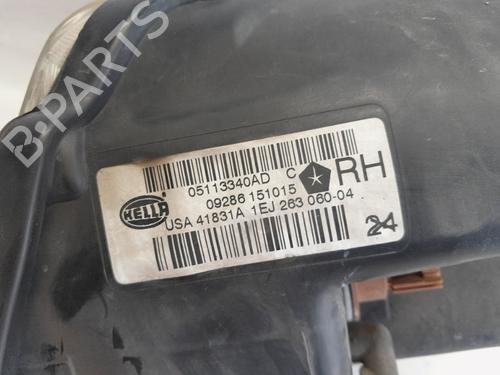 B-PARTS
05113340AD C
09286 151015
USA 41831A 1EJ 263 060-04
HELLA
RH
24